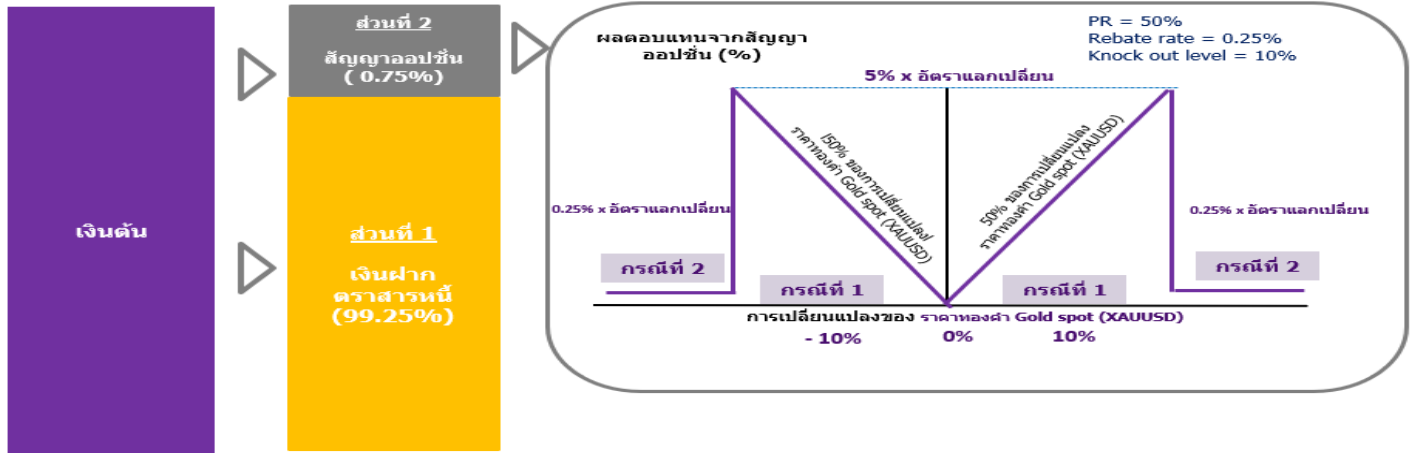 เงินต้น
ส่วนที่ 2
สัญญาออปชั่น
( 0.75%)
ส่วนที่ 1
เงินฝาก
ตราสารหนี้
(99.25%)
ผลตอบแทนจากสัญญา
ออปชั่น (%)
PR = 50%
Rebate rate = 0.25%
Knock out level = 10%
5% x อัตราแลกเปลี่ยน
|50% ของการเปลี่ยนแปลง|
ราคาทองคำ Gold spot (XAUUSD)
50% ของการเปลี่ยนแปลง
ราคาทองคำ Gold spot (XAUUSD)
0.25% x อัตราแลกเปลี่ยน
0.25% x อัตราแลกเปลี่ยน
กรณีที่ 2
กรณีที่ 1
กรณีที่ 1
กรณีที่ 2
การเปลี่ยนแปลงของ ราคาทองคำ Gold spot (XAUUSD)
- 10% 0% 10%